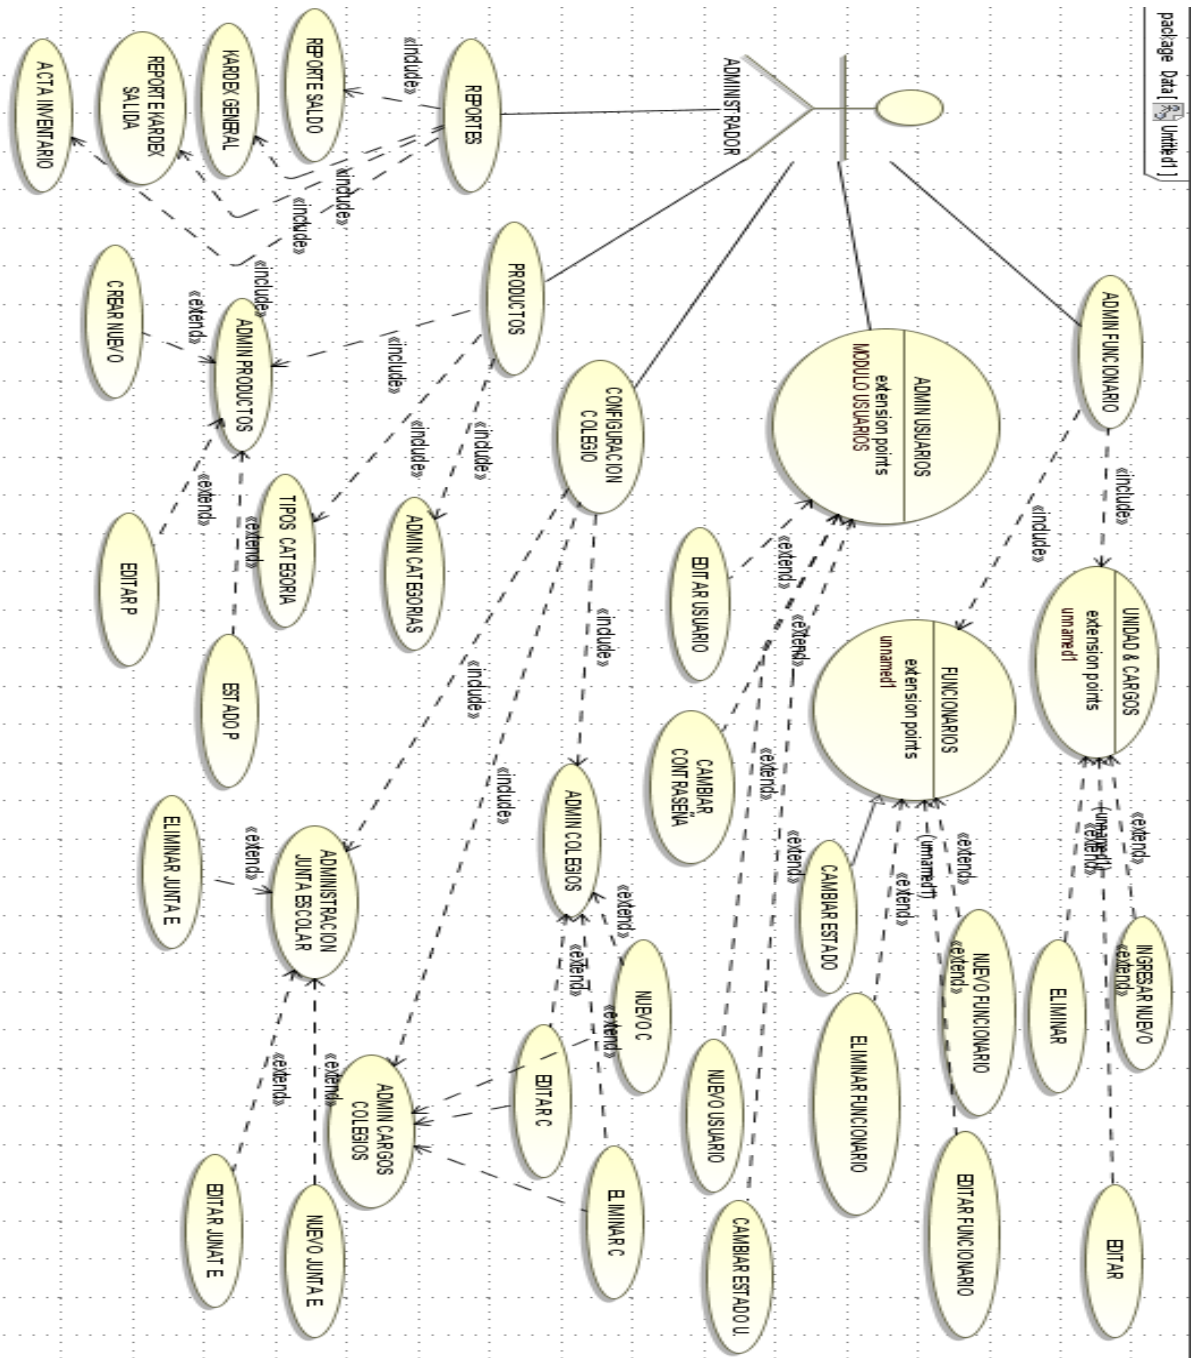 package Data[ Untitled1 ]
ADMINISTRADOR
ADMIN FUNCIONARIO
«include»
«include»
UNIDAD & CARGOS
extension points
unnamed1
«extend»
(unnamed1)
«extend»
INGRESAR NUEVO
«extend»
ELIMINAR
EDITAR
FUNCIONARIOS
extension points
unnamed1
«extend»
(unnamed1)
«extend»
CAMBIAR ESTADO
NUEVO FUNCIONARIO
«extend»
ELIMINAR FUNCIONARIO
EDITAR FUNCIONARIO
ADMIN USUARIOS
extension points
MODULO USUARIOS
«extend»
«extend»
«extend»
«extend»
EDITAR USUARIO
CAMBIAR
CONTRASEÑA
NUEVO USUARIO
CAMBIAR ESTADO U.
CONFIGURACION
COLEGIO
«include»
«include»
«include»
ADMIN COLEGIOS
«extend»
«extend»
«extend»
NUEVO C
EDITAR C
ELIMINAR C
ADMIN CARGOS
COLEGIOS
ADMINISTRACION
JUNTA ESCOLAR
«extend»
«extend»
«extend»
ELIMINAR JUNTA E
NUEVO JUNTA E
EDITAR JUNAT E
PRODUCTOS
«include»
«include»
«include»
ADMIN CATEGORIAS
TIPOS CATEGORIA
ADMIN PRODUCTOS
«extend»
«extend»
«extend»
CREAR NUEVO
EDITAR P
ESTADO P
REPORTES
«include»
«include»
«include»
«include»
REPORTE SALDO
KARDEX GENERAL
REPORTE KARDEX
SALIDA
ACTA INVENTARIO